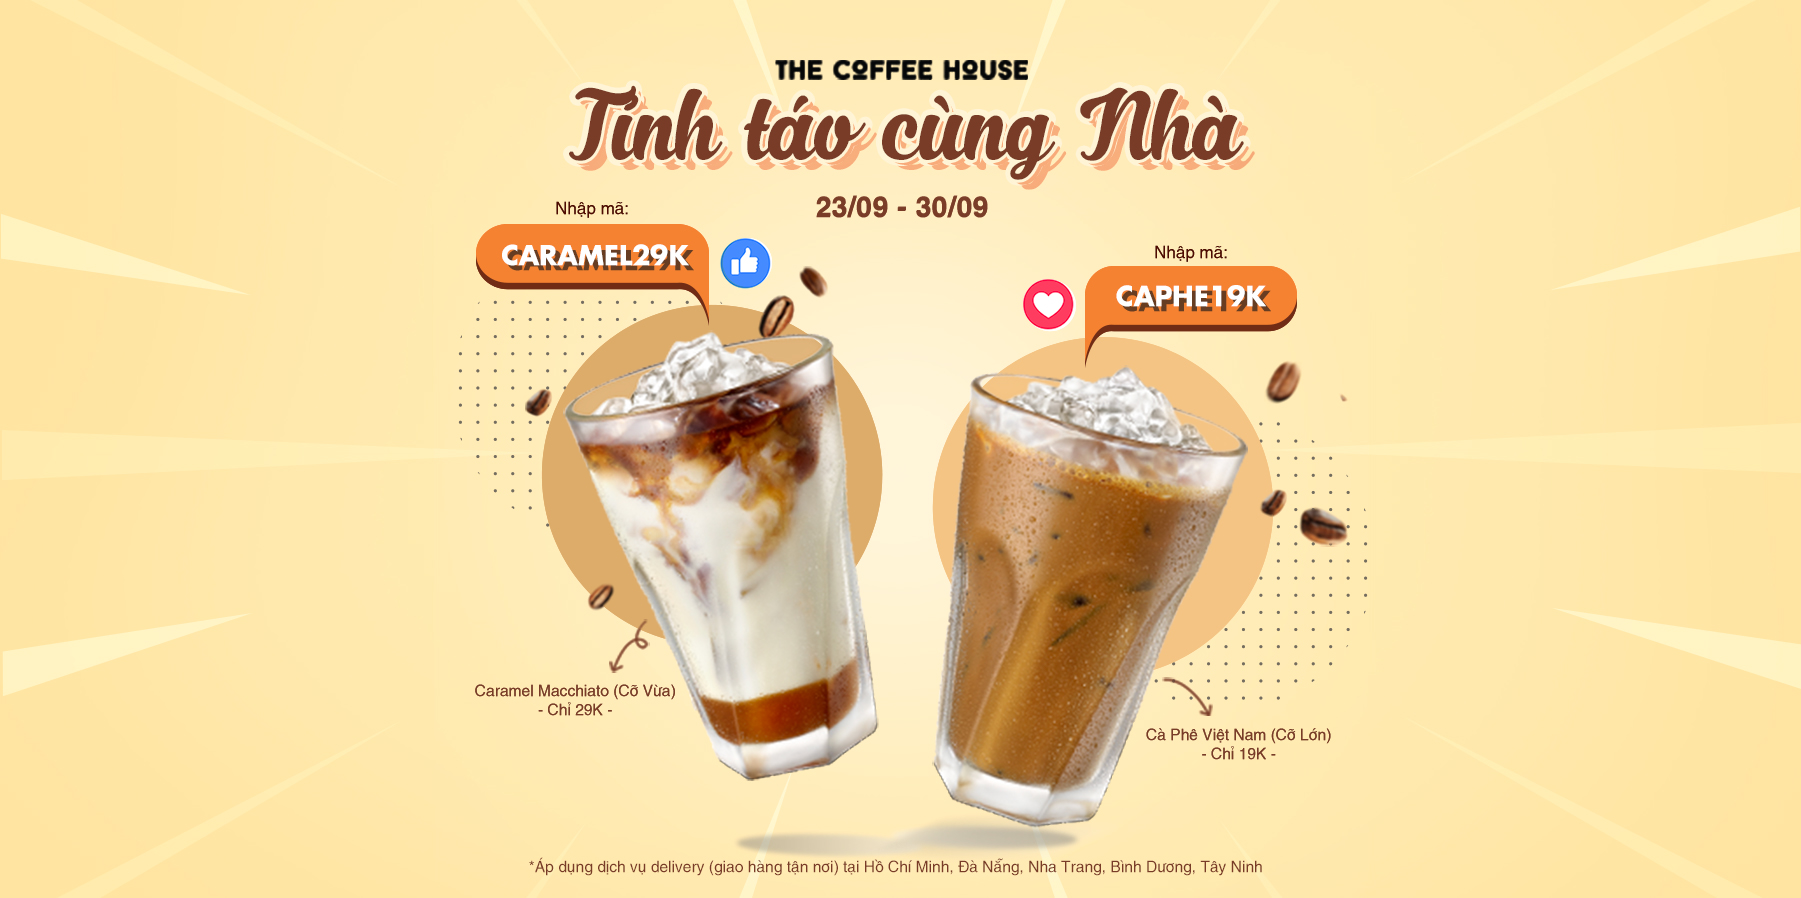 THE COFFEE HOUSE
Tỉnh táo cùng Nhà
23/09 - 30/09
Nhập mã:
CARAMEL29K
Nhập mã:
CAPHE19K
Caramel Macchiato (Cỡ Vừa)
- Chỉ 29K -
Cà Phê Việt Nam (Cỡ Lớn)
- Chỉ 19K -
*Áp dụng dịch vụ delivery (giao hàng tận nơi) tại Hồ Chí Minh, Đà Nẵng, Nha Trang, Bình Dương, Tây Ninh